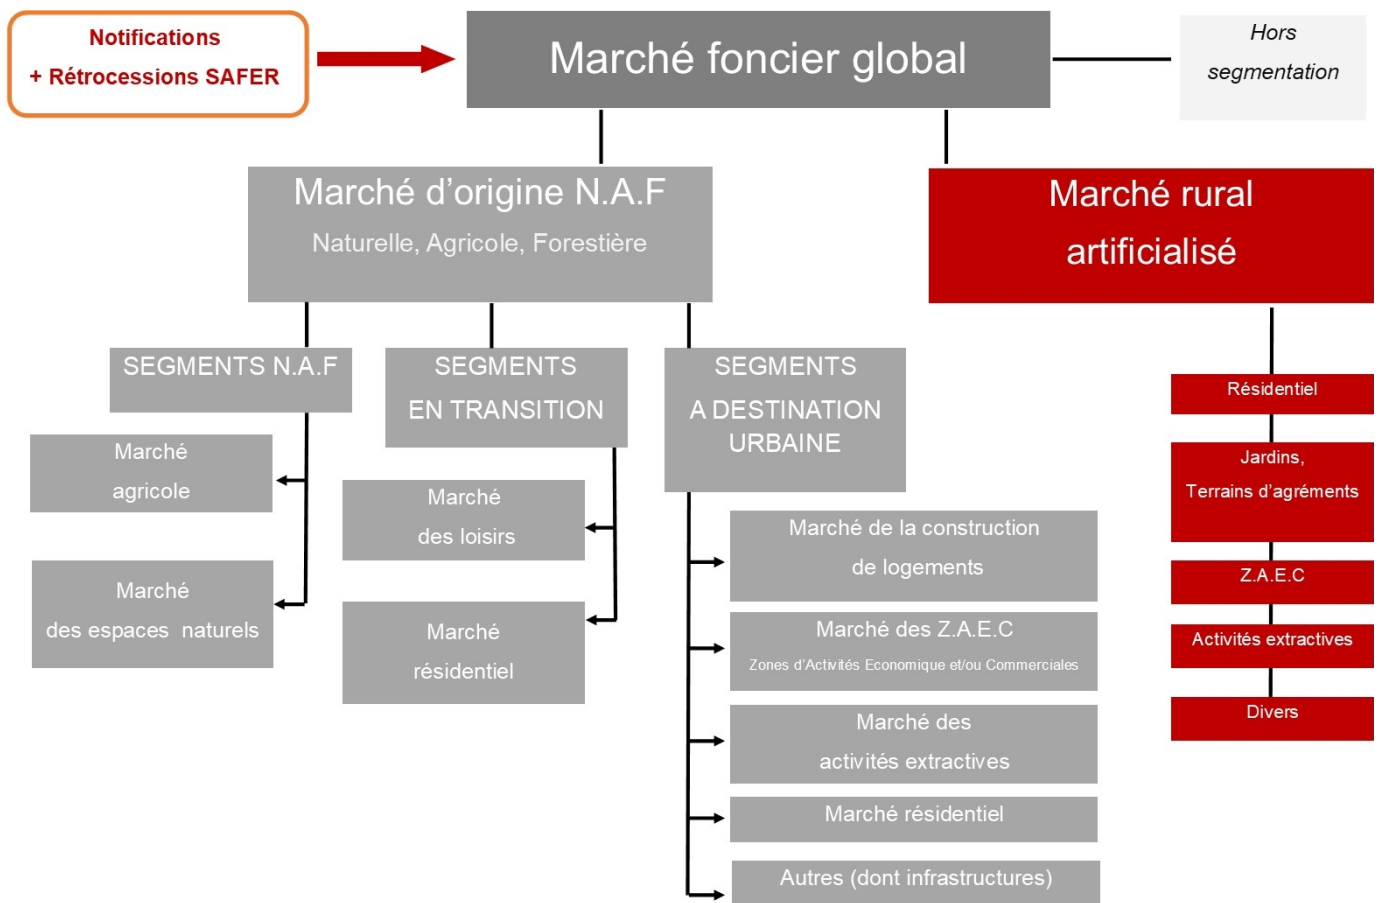 Notifications
+ Rétrocessions SAFER
Marché foncier global
Hors
segmentation
Marché d’origine N.A.F
Naturelle, Agricole, Forestière
Marché rural
artificialisé
SEGMENTS N.A.F
Marché
agricole
Marché
des espaces naturels
SEGMENTS
EN TRANSITION
Marché
des loisirs
Marché
résidentiel
SEGMENTS
A DESTINATION
URBAINE
Marché de la construction
de logements
Marché des Z.A.E.C
Zones d’Activités Economique et/ou Commerciales
Marché des
activités extractives
Marché résidentiel
Autres (dont infrastructures)
Résidentiel
Jardins,
Terrains d’agréments
Z.A.E.C
Activités extractives
Divers